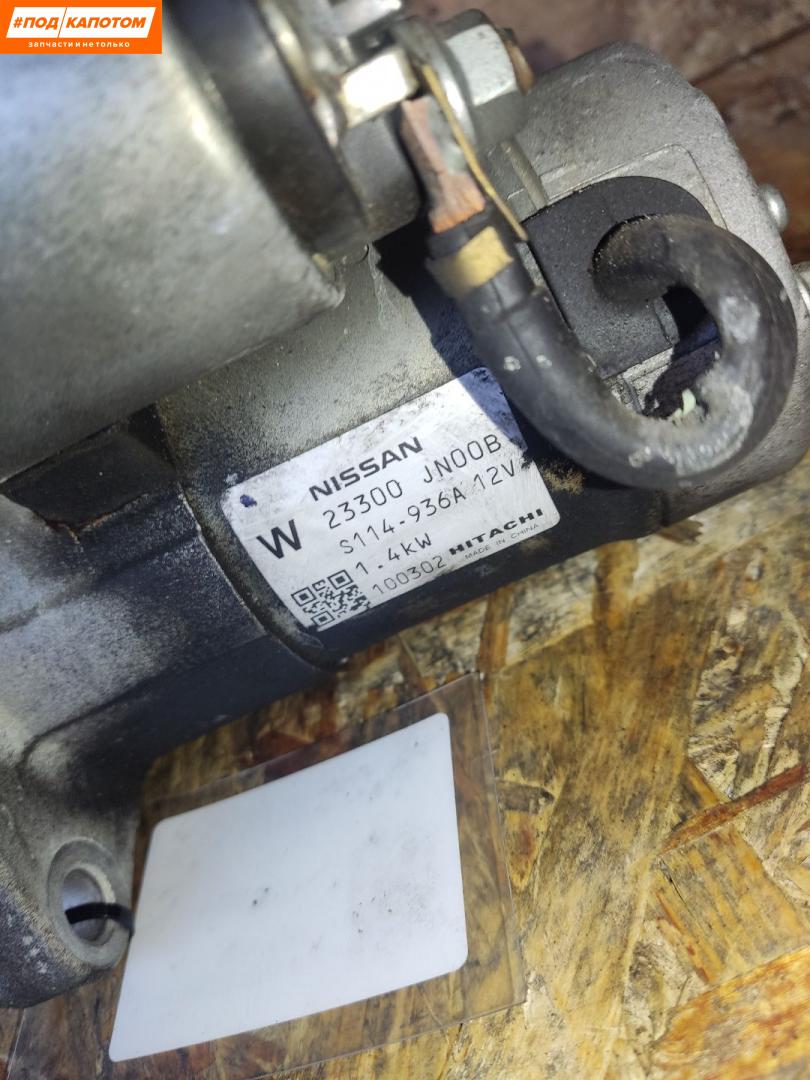 #ПОД КАПОТОМ
запчасти и не только
NISSAN
W 23300 JN00B
S114-936A 12V
1.4kW
100302 HITACHI
MADE IN CHINA